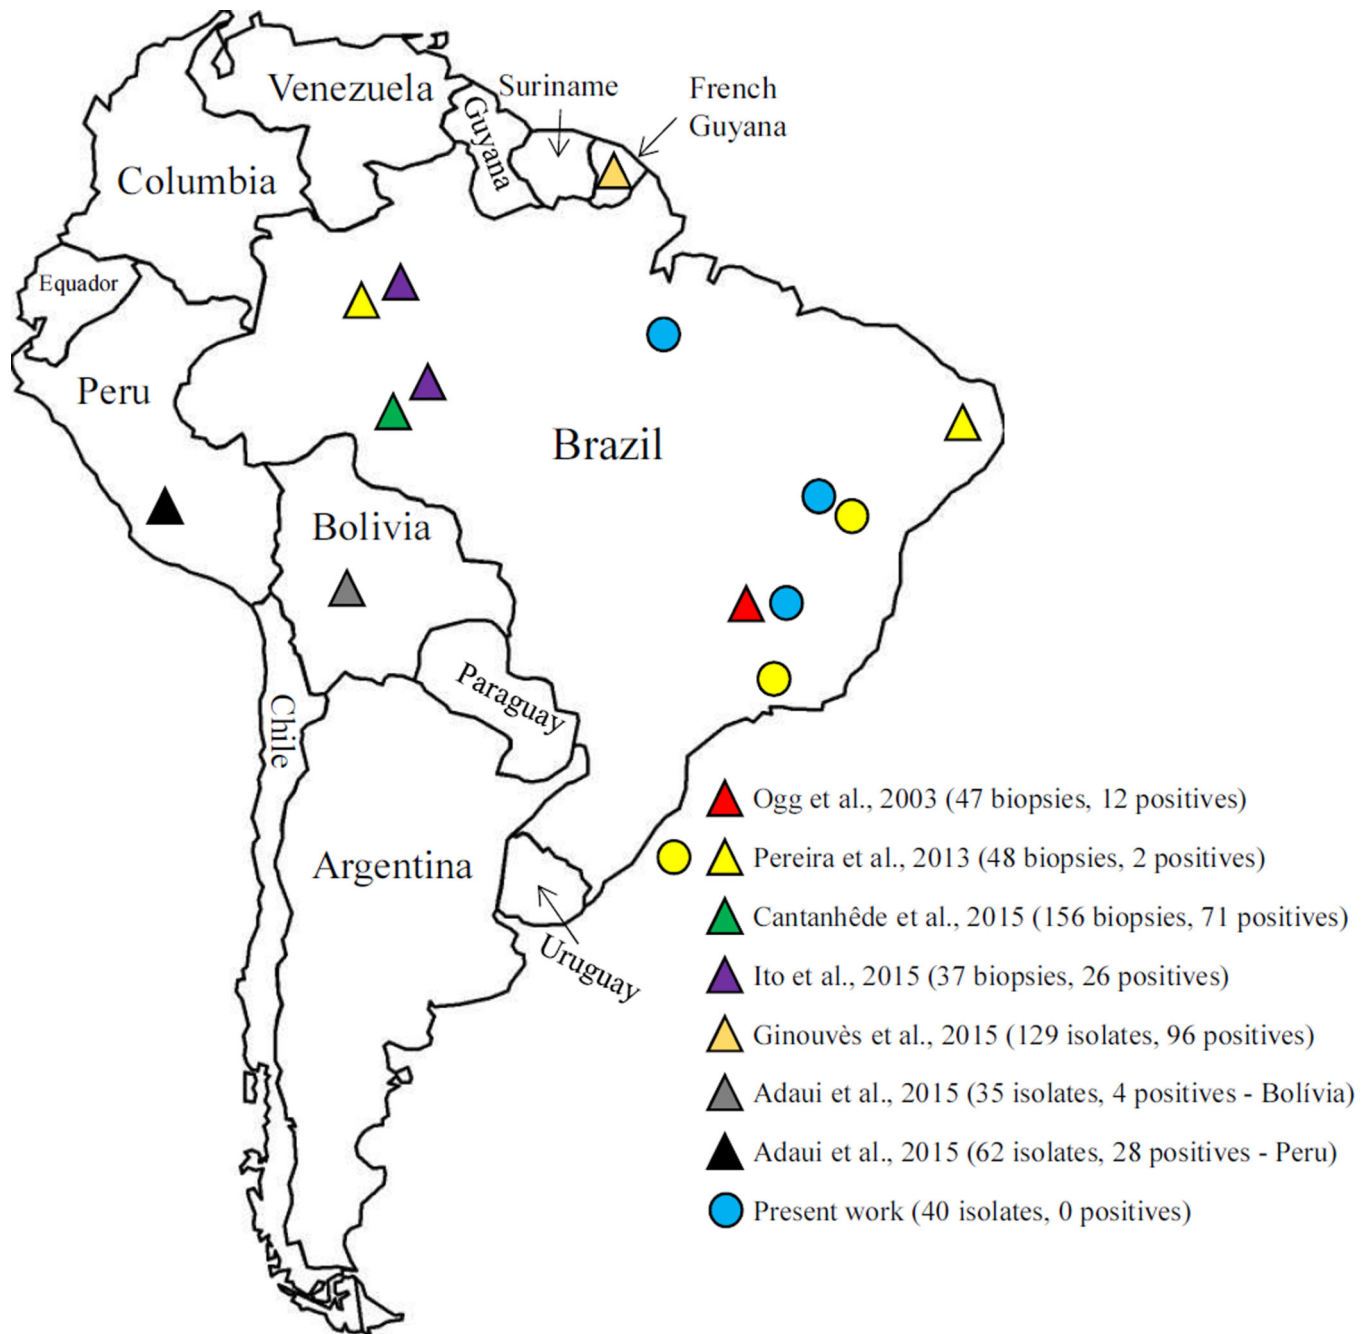 Venezuela
Suriname
French
Guyana
Guyana
Columbia
Equador
Peru
Brazil
Bolivia
Paraguay
Chile
Argentina
Uruguay
Ogg et al., 2003 (47 biopsies, 12 positives)
Pereira et al., 2013 (48 biopsies, 2 positives)
Cantanhêde et al., 2015 (156 biopsies, 71 positives)
Ito et al., 2015 (37 biopsies, 26 positives)
Ginouvès et al., 2015 (129 isolates, 96 positives)
Adaui et al., 2015 (35 isolates, 4 positives - Bolívia)
Adaui et al., 2015 (62 isolates, 28 positives - Peru)
Present work (40 isolates, 0 positives)